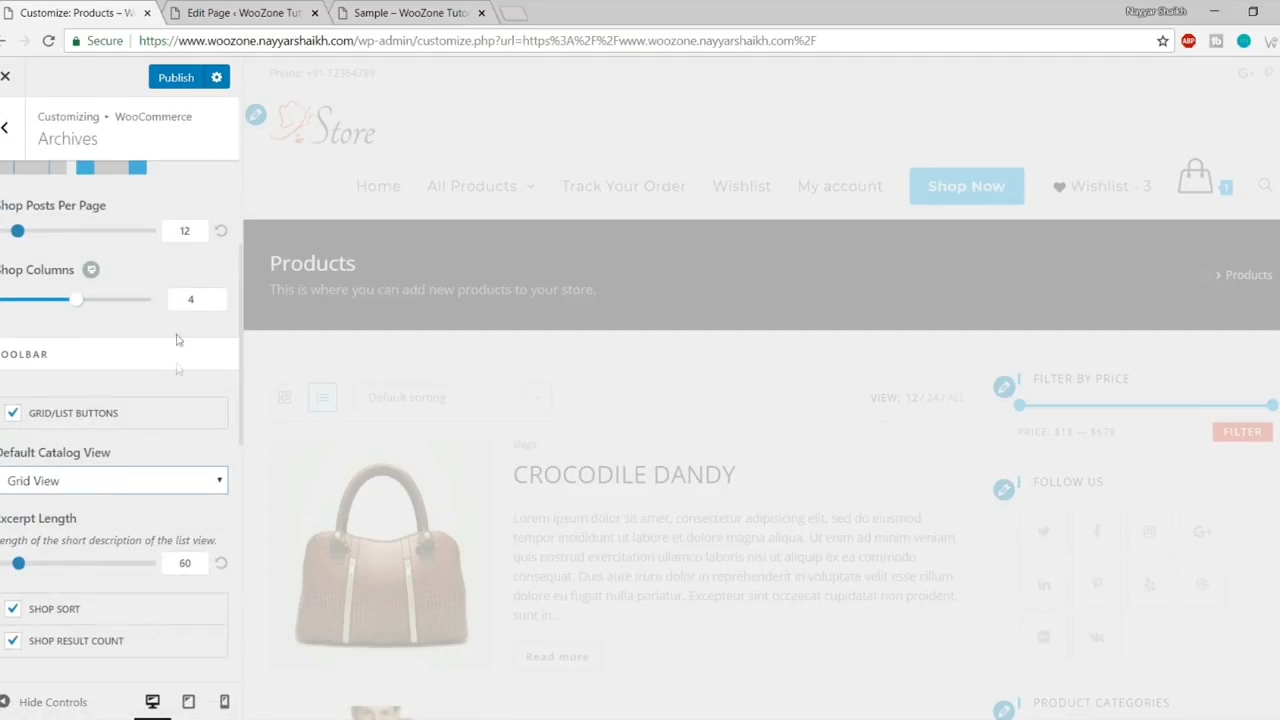 Customize: Products – W
Edit Page ‹ WooZone Tut
Sample – WooZone Tuto
Nayyar Shaikh
Secure
https://www.woozone.nayyarshaikh.com/wp-admin/customize.php?url=https%3A%2F%2Fwww.woozone.nayyarshaikh.com%2F
ABP
Publish
Phone: +91-12364789
G+
Customizing • WooCommerce
Archives
Store
Home
All Products
Track Your Order
Wishlist
My account
Shop Now
Wishlist - 3
1
Shop Posts Per Page
12
Shop Columns
4
Products
This is where you can add new products to your store.
Products
OOLBAR
GRID/LIST BUTTONS
Default sorting
VIEW: 12 / 24 / ALL
FILTER BY PRICE
PRICE: $18 — $679
FILTER
Default Catalog View
Grid View
Bags
CROCODILE DANDY
Lorem ipsum dolor sit amet, consectetur adipisicing elit, sed do eiusmod
tempor incididunt ut labore et dolore magna aliqua. Ut enim ad minim veniam,
quis nostrud exercitation ullamco laboris nisi ut aliquip ex ea commodo
consequat. Duis aute irure dolor in reprehenderit in voluptate velit esse cillum
dolore eu fugiat nulla pariatur. Excepteur sint occaecat cupidatat non proident,
sunt in...
Read more
FOLLOW US
G+
Excerpt Length
ength of the short description of the list view.
60
SHOP SORT
SHOP RESULT COUNT
Hide Controls
PRODUCT CATEGORIES